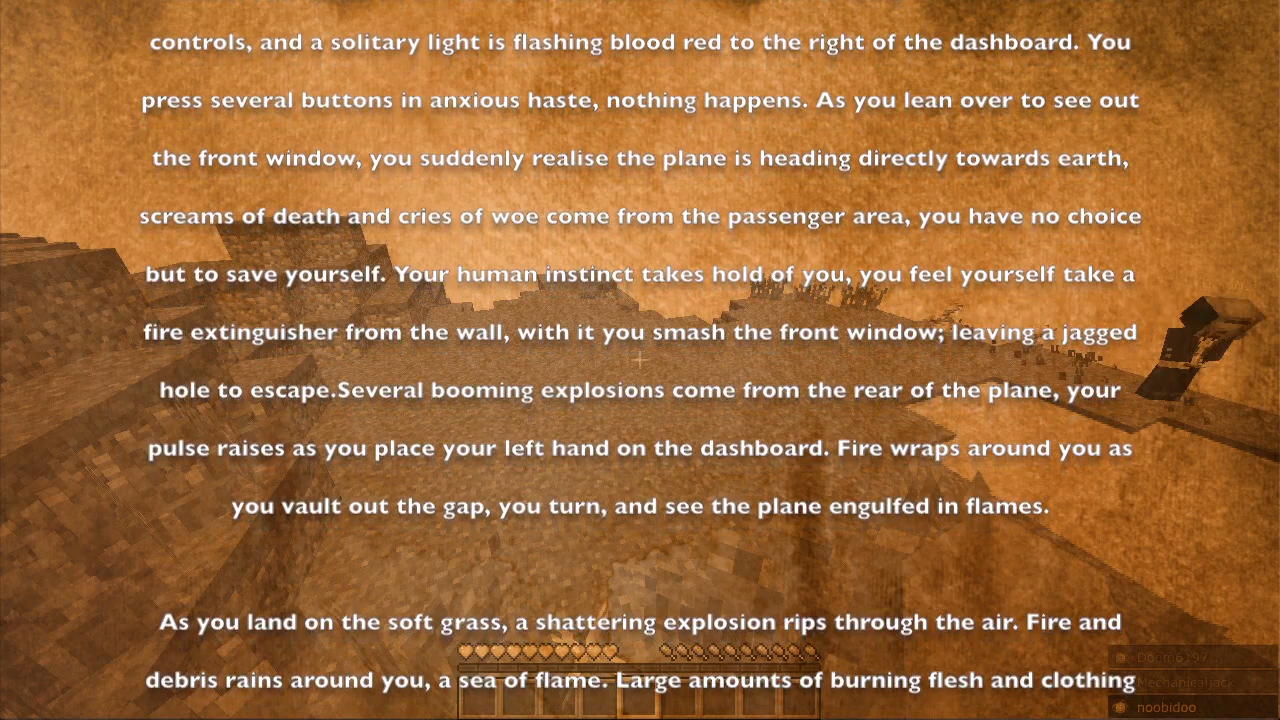 controls, and a solitary light is flashing blood red to the right of the dashboard. You
press several buttons in anxious haste, nothing happens. As you lean over to see out
the front window, you suddenly realise the plane is heading directly towards earth,
screams of death and cries of woe come from the passenger area, you have no choice
but to save yourself. Your human instinct takes hold of you, you feel yourself take a
fire extinguisher from the wall, with it you smash the front window; leaving a jagged
hole to escape.Several booming explosions come from the rear of the plane, your
pulse raises as you place your left hand on the dashboard. Fire wraps around you as
you vault out the gap, you turn, and see the plane engulfed in flames.
As you land on the soft grass, a shattering explosion rips through the air. Fire and
debris rains around you, a sea of flame. Large amounts of burning flesh and clothing
Doom6197
Mechanicaljack
noobidoo